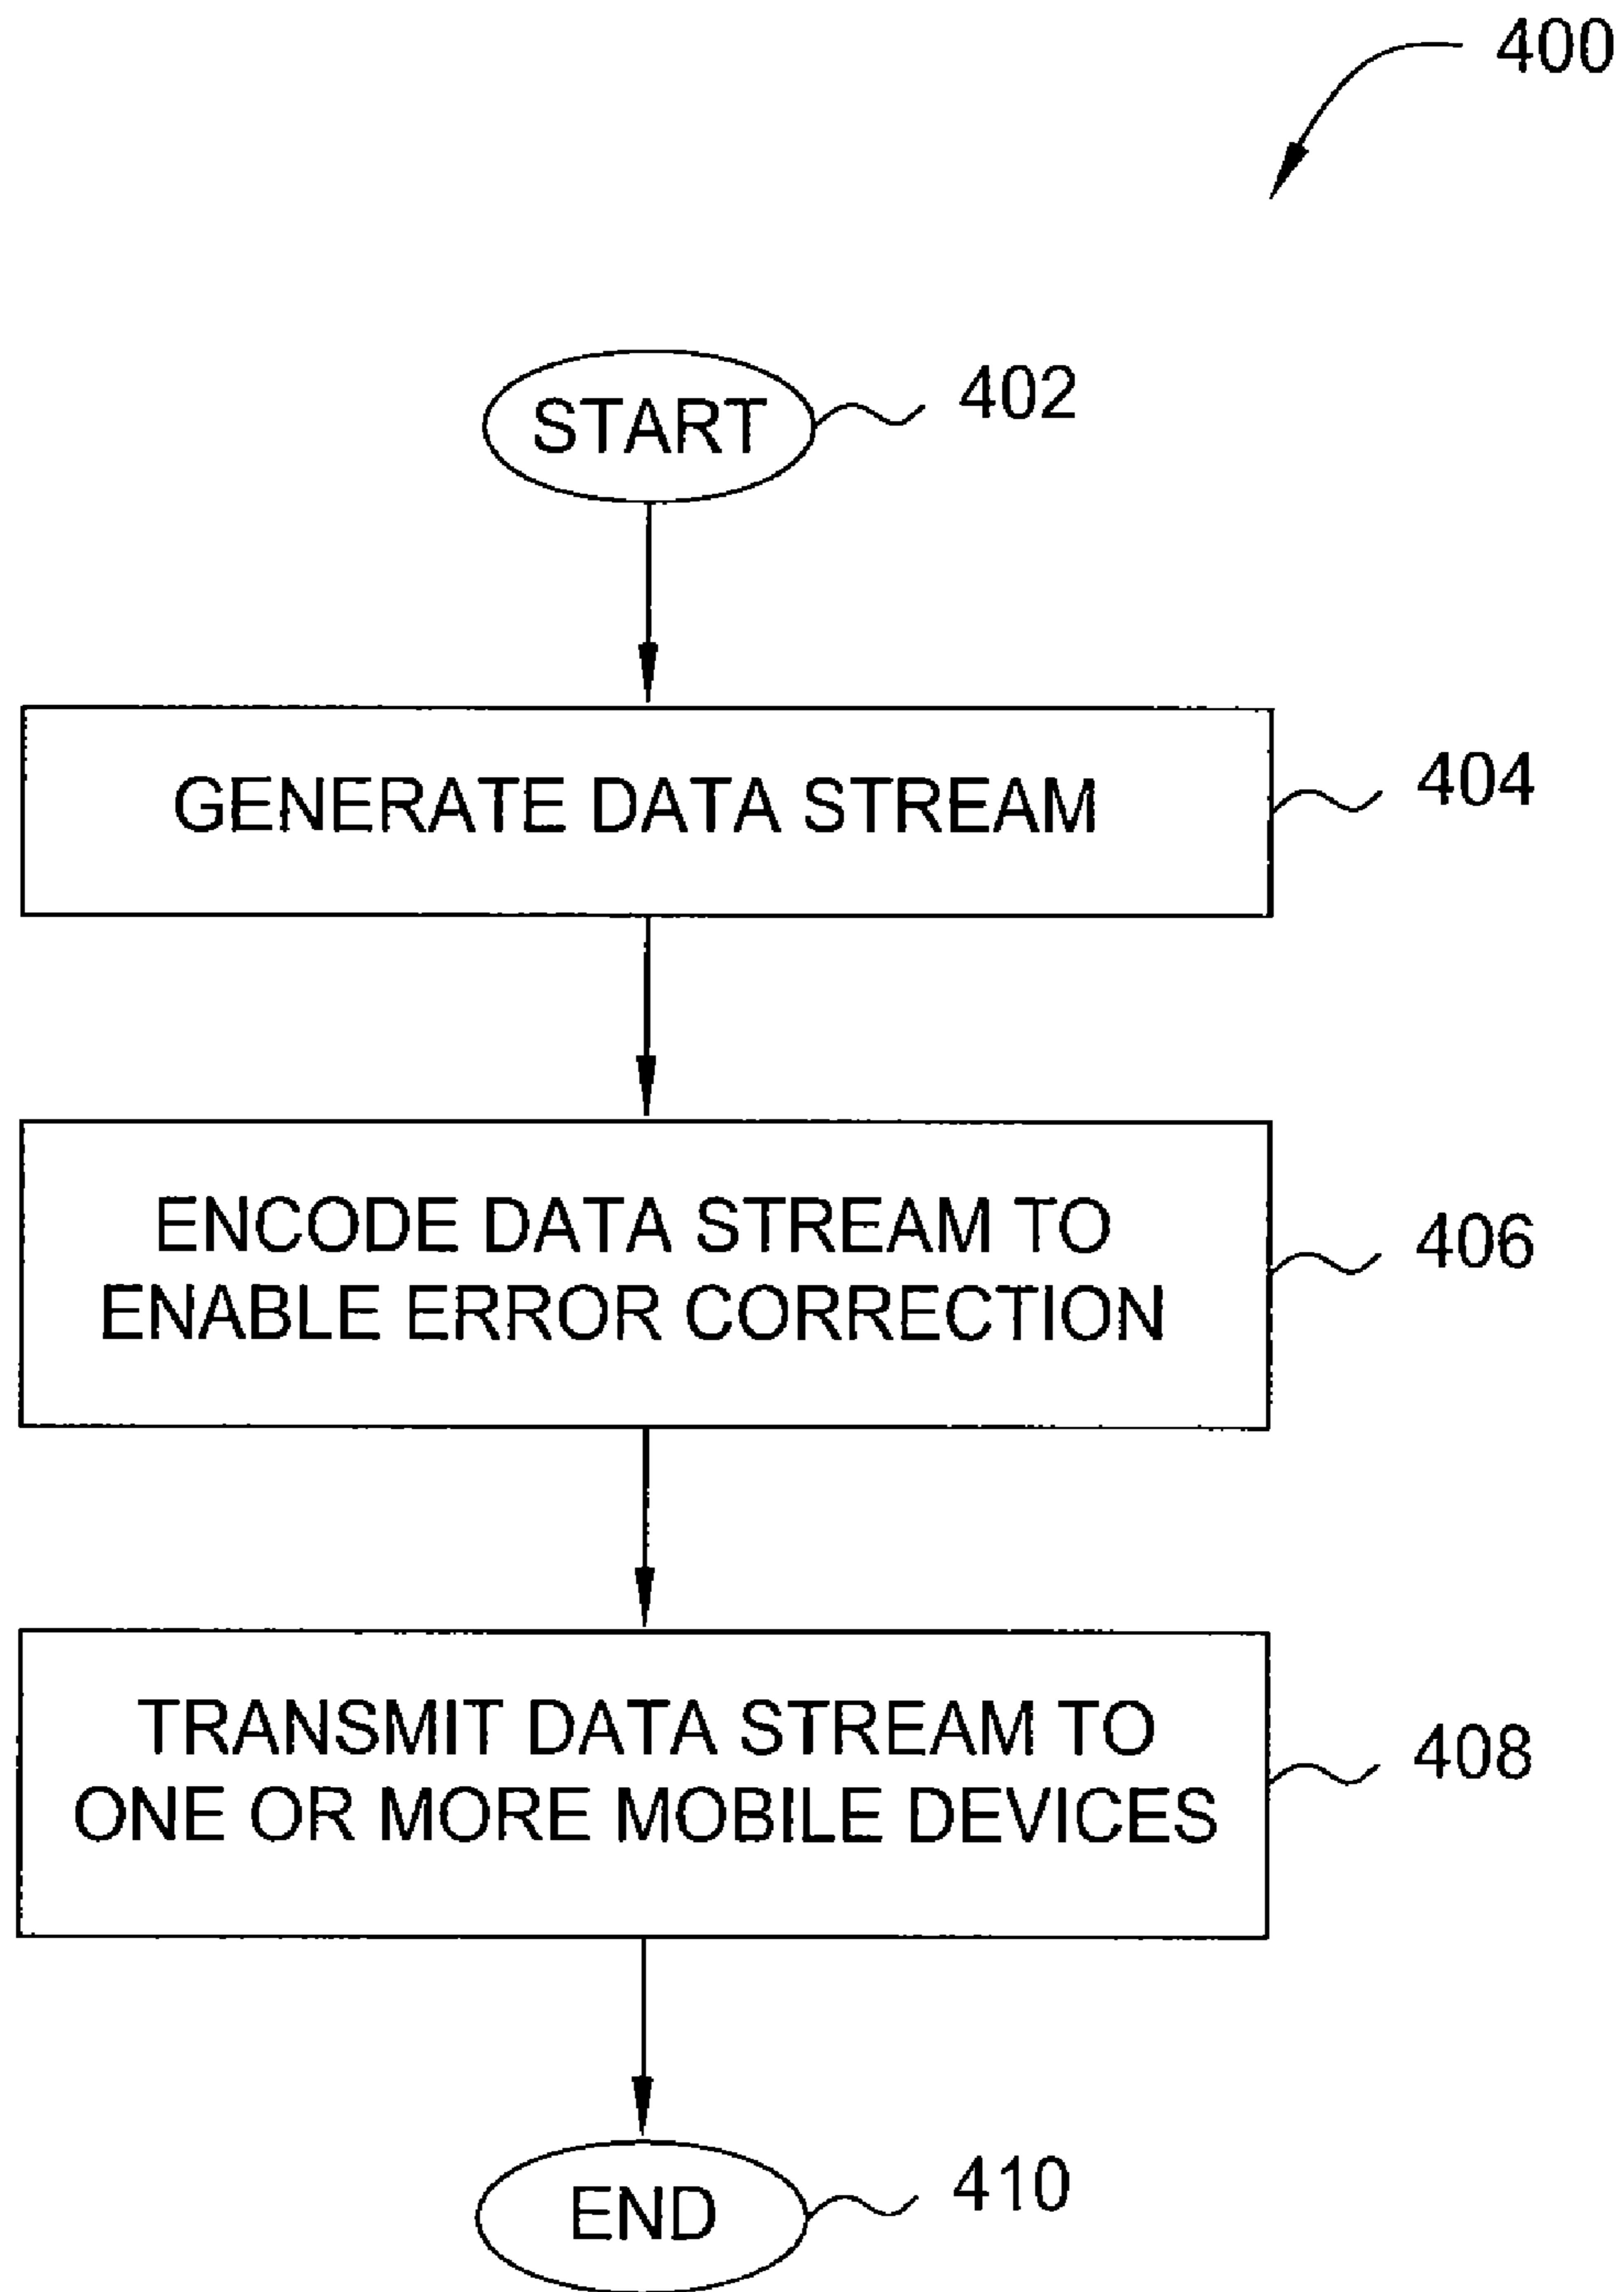 400
START
402
GENERATE DATA STREAM
404
ENCODE DATA STREAM TO
ENABLE ERROR CORRECTION
406
TRANSMIT DATA STREAM TO
ONE OR MORE MOBILE DEVICES
408
END
410